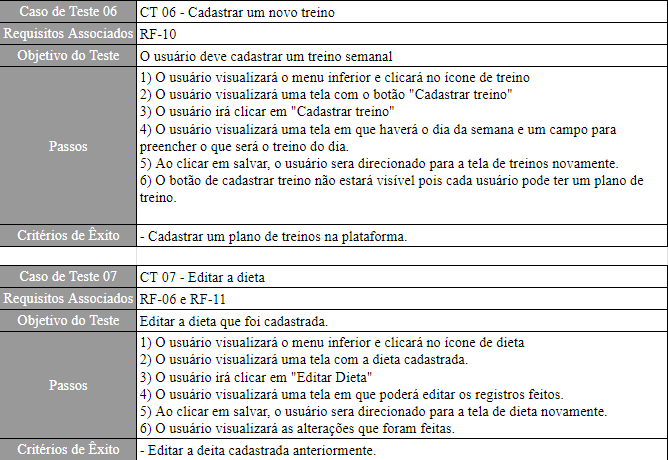 Caso de Teste 06 CT 06 - Cadastrar um novo treino
Requisitos Associados RF-10
Objetivo do Teste O usuário deve cadastrar um treino semanal
Passos
1) O usuário visualizará o menu inferior e clicará no ícone de treino
2) O usuário visualizará uma tela com o botão "Cadastrar treino"
3) O usuário irá clicar em "Cadastrar treino"
4) O usuário visualizará uma tela em que haverá o dia da semana e um campo para
preencher o que será o treino do dia.
5) Ao clicar em salvar, o usuário sera direcionado para a tela de treinos novamente.
6) O botão de cadastrar treino não estará visível pois cada usuário pode ter um plano de
treino.
Critérios de Êxito - Cadastrar um plano de treinos na plataforma.
Caso de Teste 07 CT 07 - Editar a dieta
Requisitos Associados RF-06 e RF-11
Objetivo do Teste Editar a dieta que foi cadastrada.
Passos
1) O usuário visualizará o menu inferior e clicará no ícone de dieta
2) O usuário visualizará uma tela com a dieta cadastrada.
3) O usuário irá clicar em "Editar Dieta"
4) O usuário visualizará uma tela em que poderá editar os registros feitos.
5) Ao clicar em salvar, o usuário sera direcionado para a tela de dieta novamente.
6) O usuário visualizará as alterações que foram feitas.
Critérios de Êxito - Editar a deita cadastrada anteriormente.